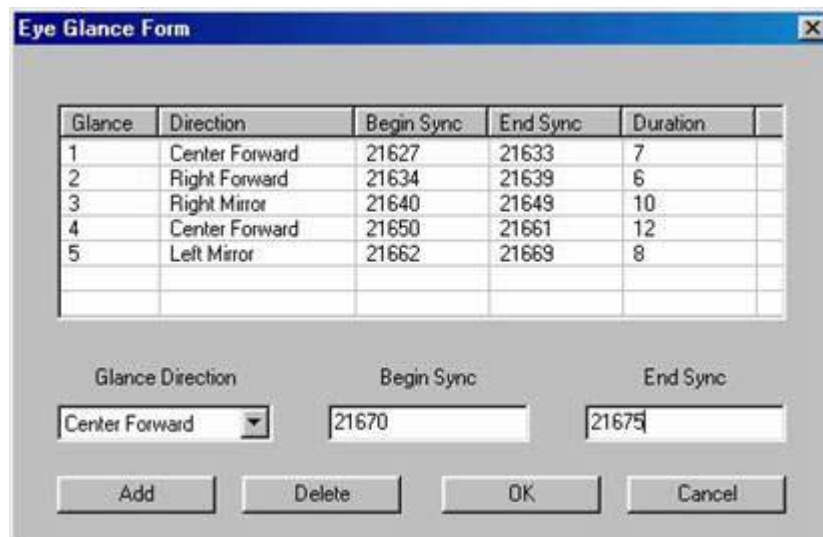 Eye Glance Form
Glance Direction Begin Sync End Sync Duration
1 Center Forward 21627 21633 7
2 Right Forward 21634 21639 6
3 Right Mirror 21640 21649 10
4 Center Forward 21650 21661 12
5 Left Mirror 21662 21669 8
Glance Direction Begin Sync End Sync
Center Forward 21670 21675
Add Delete OK Cancel